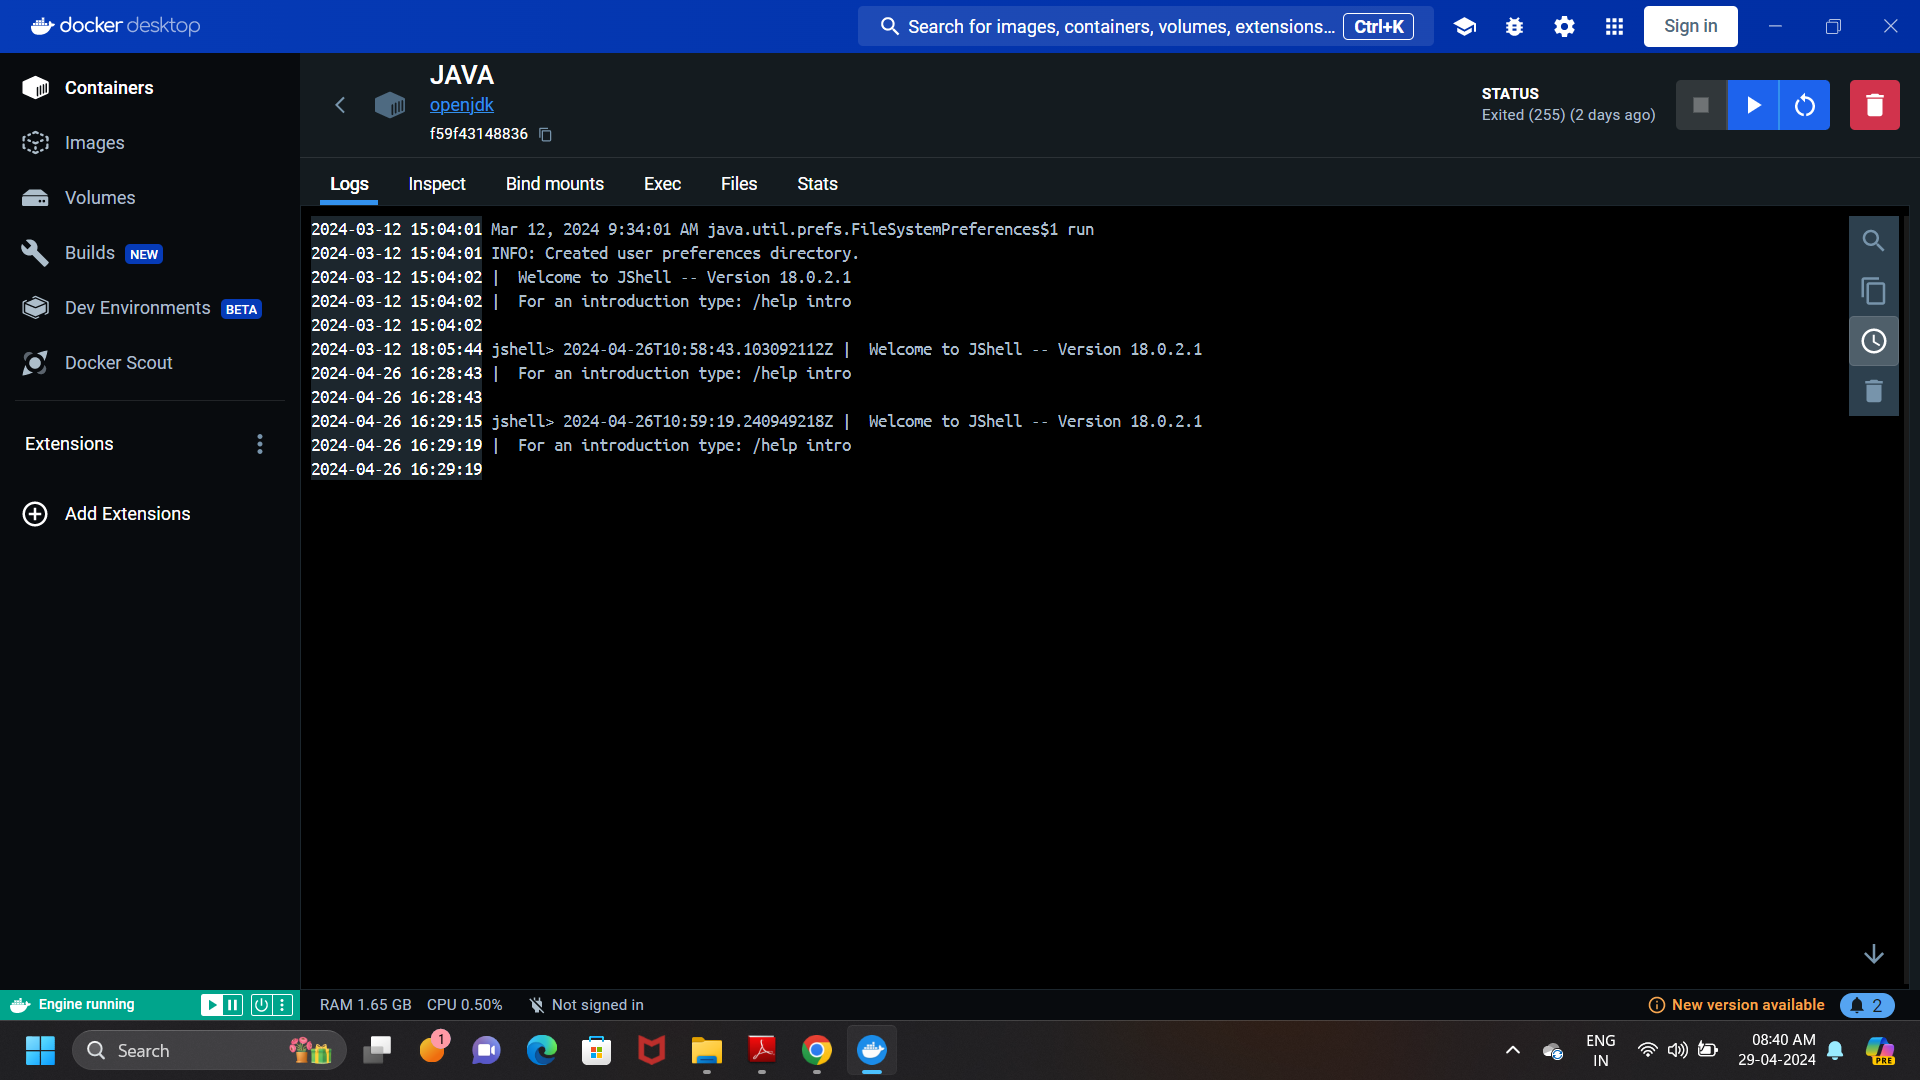 docker desktop
Search for images, containers, volumes, extensions... Ctrl+K
Sign in
Containers
Images
Volumes
Builds NEW
Dev Environments BETA
Docker Scout
Extensions
Add Extensions
JAVA
openjdk
f59f43148836
STATUS
Exited (255) (2 days ago)
Logs Inspect Bind mounts Exec Files Stats
2024-03-12 15:04:01 Mar 12, 2024 9:34:01 AM java.util.prefs.FileSystemPreferences$1 run
2024-03-12 15:04:01 INFO: Created user preferences directory.
2024-03-12 15:04:02 |  Welcome to JShell -- Version 18.0.2.1
2024-03-12 15:04:02 |  For an introduction type: /help intro
2024-03-12 15:04:02
2024-03-12 18:05:44 jshell> 2024-04-26T10:58:43.103092112Z |  Welcome to JShell -- Version 18.0.2.1
2024-04-26 16:28:43 |  For an introduction type: /help intro
2024-04-26 16:28:43
2024-04-26 16:29:15 jshell> 2024-04-26T10:59:19.240949218Z |  Welcome to JShell -- Version 18.0.2.1
2024-04-26 16:29:19 |  For an introduction type: /help intro
2024-04-26 16:29:19
Engine running
RAM 1.65 GB CPU 0.50% Not signed in
New version available
2
Search
1
ENG
IN
08:40 AM
29-04-2024
PRE